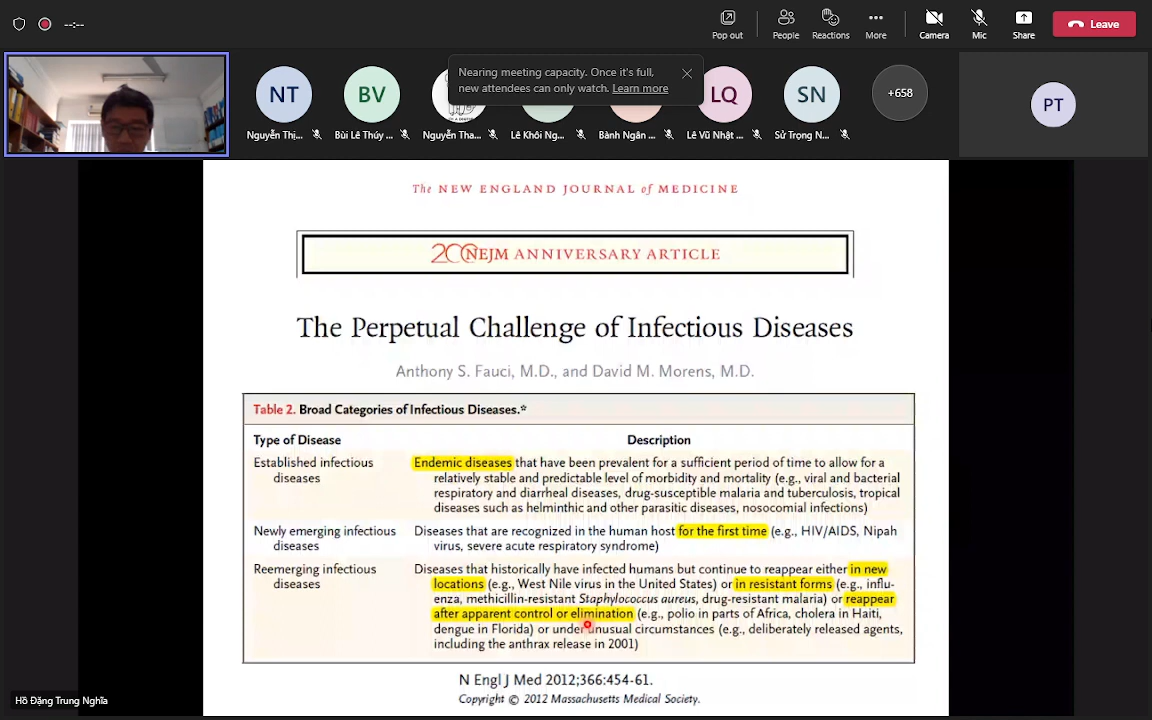 --:--
Pop out
People
Reactions
More
Camera
Mic
Share
Leave
Nearing meeting capacity. Once it's full,
new attendees can only watch. Learn more
NT
BV
LQ
SN
+658
PT
Nguyễn Thị...
Bùi Lê Thúy ...
Nguyễn Tha...
Lê Khôi Ng...
Bành Ngân ...
Lê Vũ Nhật ...
Sử Trọng N...
The NEW ENGLAND JOURNAL of MEDICINE
200 NEJM ANNIVERSARY ARTICLE
The Perpetual Challenge of Infectious Diseases
Anthony S. Fauci, M.D., and David M. Morens, M.D.
Table 2. Broad Categories of Infectious Diseases.*
Type of Disease
Description
Established infectious
diseases
Endemic diseases that have been prevalent for a sufficient period of time to allow for a
relatively stable and predictable level of morbidity and mortality (e.g., viral and bacterial
respiratory and diarrheal diseases, drug-susceptible malaria and tuberculosis, tropical
diseases such as helminthic and other parasitic diseases, nosocomial infections)
Newly emerging infectious
diseases
Diseases that are recognized in the human host for the first time (e.g., HIV/AIDS, Nipah
virus, severe acute respiratory syndrome)
Reemerging infectious
diseases
Diseases that historically have infected humans but continue to reappear either in new
locations (e.g., West Nile virus in the United States) or in resistant forms (e.g., influ-
enza, methicillin-resistant Staphylococcus aureus, drug-resistant malaria) or reappear
after apparent control or elimination (e.g., polio in parts of Africa, cholera in Haiti,
dengue in Florida) or under unusual circumstances (e.g., deliberately released agents,
including the anthrax release in 2001)
N Engl J Med 2012;366:454-61.
Copyright © 2012 Massachusetts Medical Society.
Hồ Đặng Trung Nghĩa